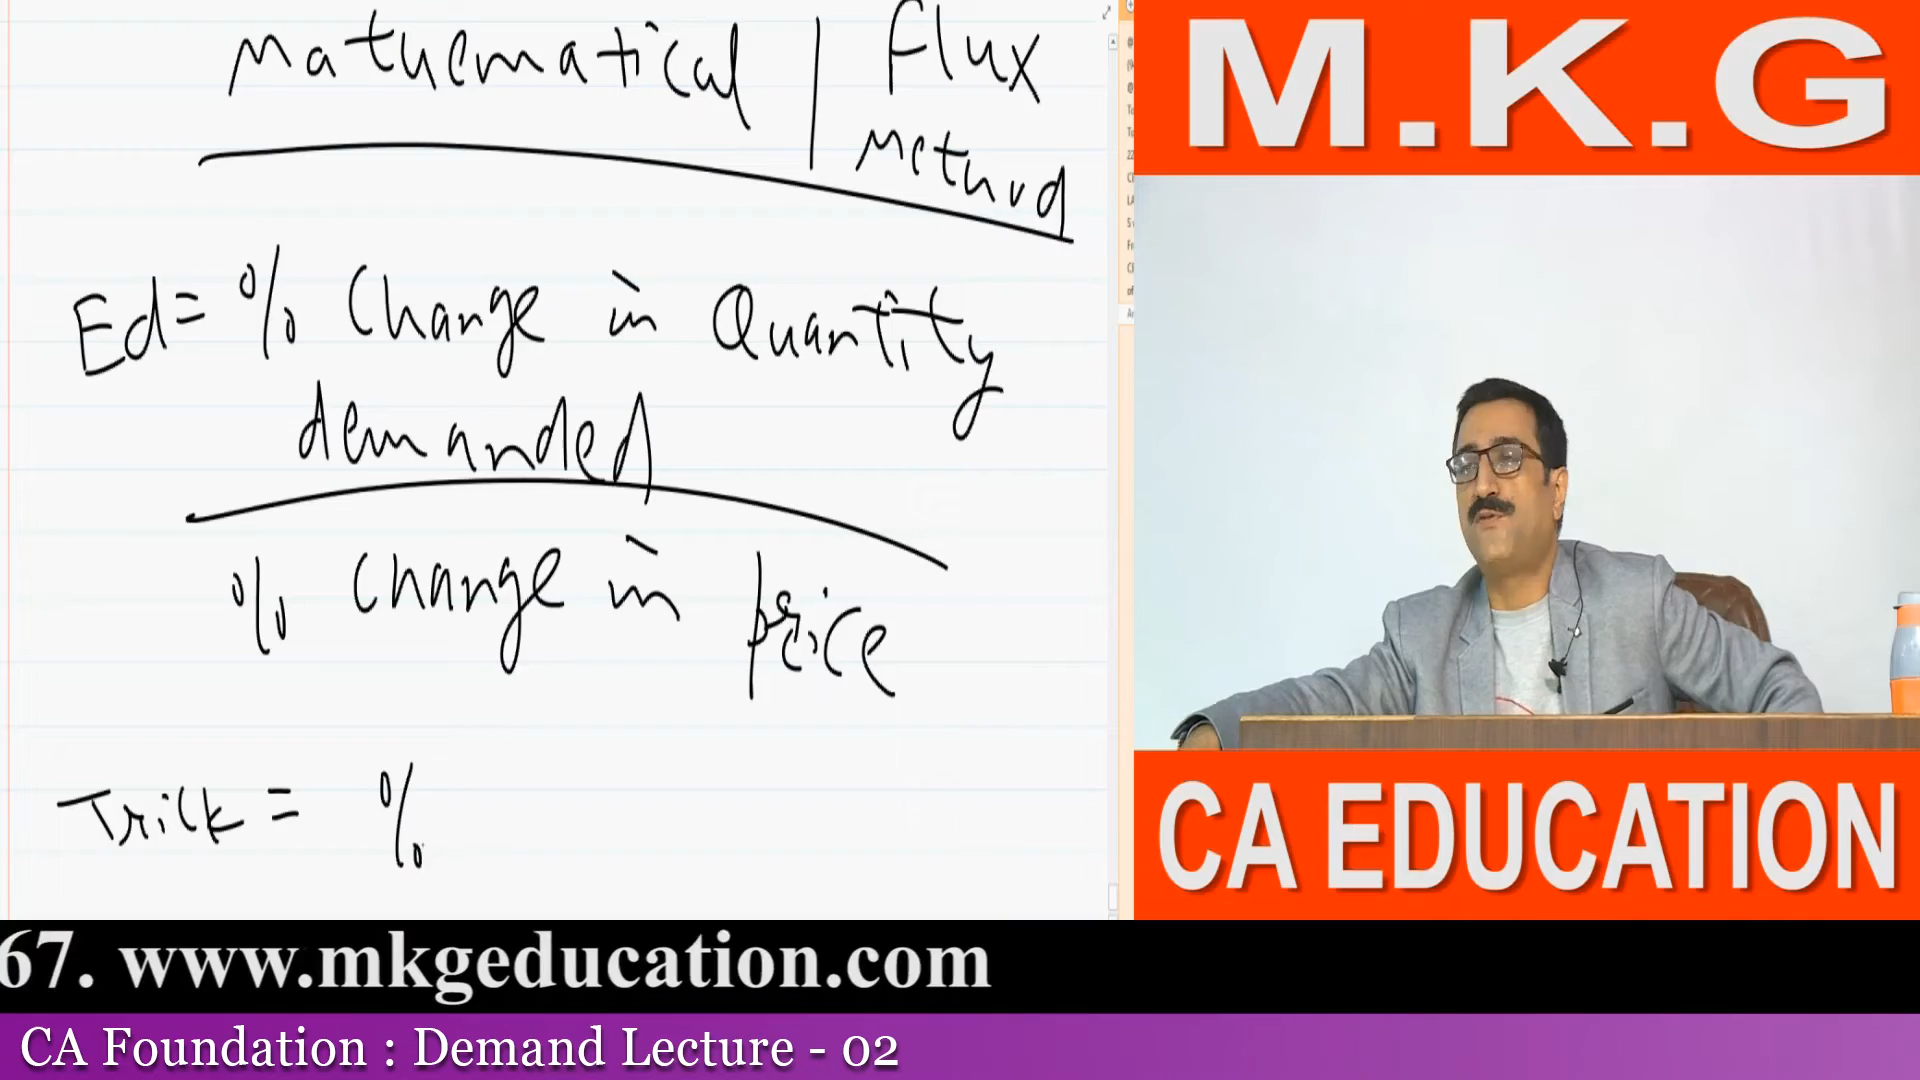 Mathematical | Flux
Method
Ed = % Change in Quantity
demanded
% Change in price
Trick = %
M.K.G
CA EDUCATION
67. www.mkgeducation.com
CA Foundation : Demand Lecture - 02